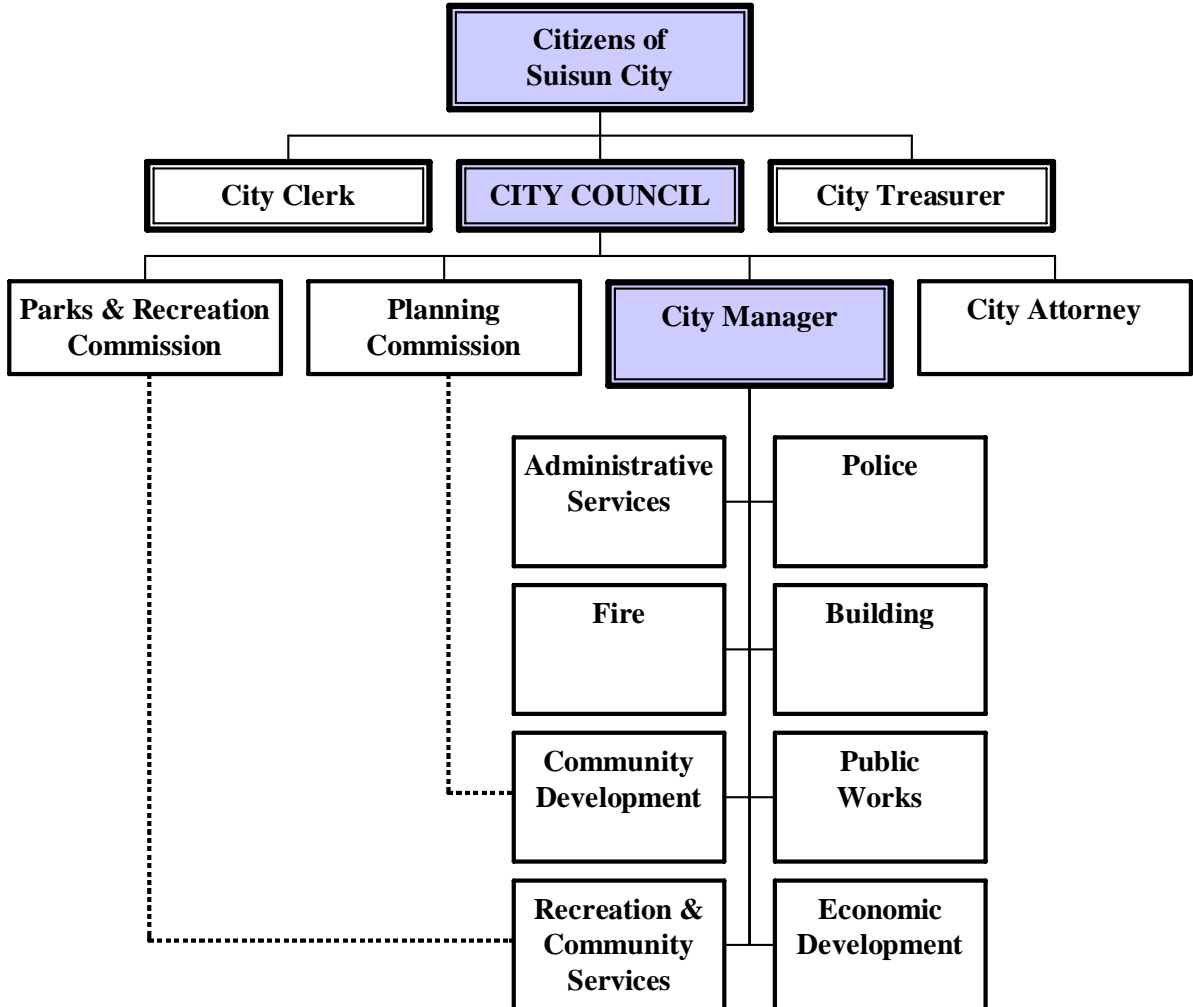 Citizens of
Suisun City
City Clerk
CITY COUNCIL
City Treasurer
Parks & Recreation
Commission
Planning
Commission
City Manager
City Attorney
Administrative
Services
Police
Fire
Building
Community
Development
Public
Works
Recreation &
Community
Services
Economic
Development